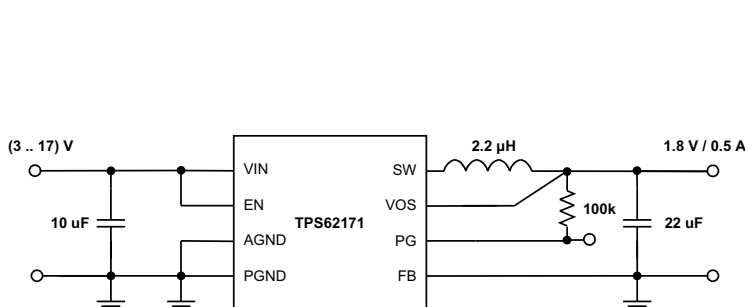 (3 .. 17) V
2.2 µH
1.8 V / 0.5 A
VIN
SW
EN
VOS
10 uF
TPS62171
100k
22 uF
AGND
PG
PGND
FB